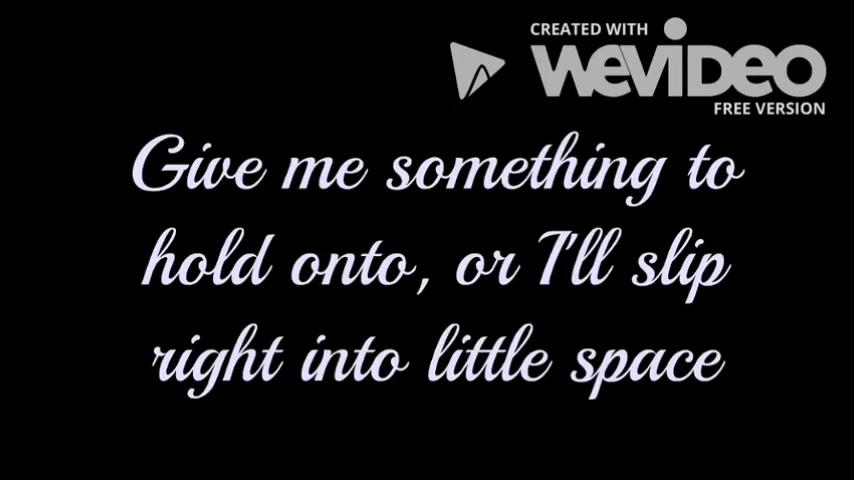 CREATED WITH
WEVIDEO
FREE VERSION
Give me something to
hold onto, or I'll slip
right into little space